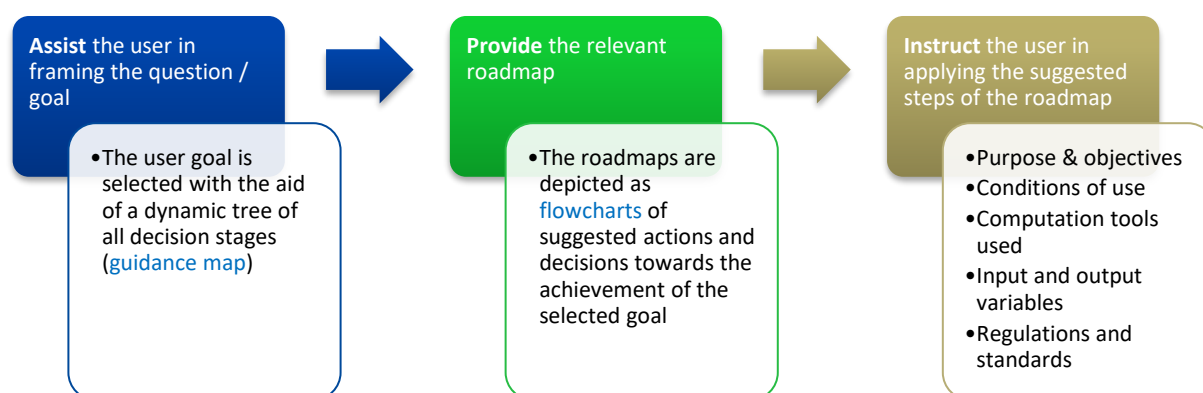 Assist the user in
framing the question /
goal
•The user goal is
selected with the aid
of a dynamic tree of
all decision stages
(guidance map)
Provide the relevant
roadmap
•The roadmaps are
depicted as
flowcharts of
suggested actions and
decisions towards the
achievement of the
selected goal
Instruct the user in
applying the suggested
steps of the roadmap
•Purpose & objectives
•Conditions of use
•Computation tools
used
•Input and output
variables
•Regulations and
standards